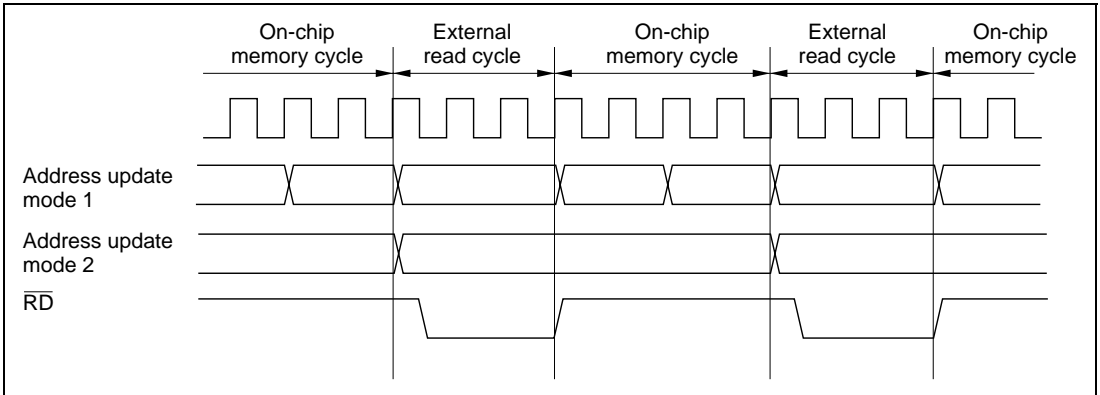 On-chip
memory cycle
External
read cycle
On-chip
memory cycle
External
read cycle
On-chip
memory cycle
Address update
mode 1
Address update
mode 2
RD